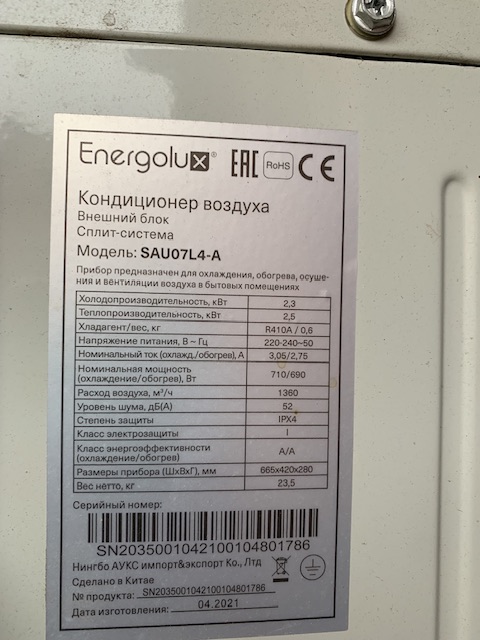 Energolux® EAC RoHS CE
Кондиционер воздуха
Внешний блок
Сплит-система
Модель: SAU07L4-A
Прибор предназначен для охлаждения, обогрева, осуше-
ния и вентиляции воздуха в бытовых помещениях
Холодопроизводительность, кВт 2,3
Теплопроизводительность, кВт 2,5
Хладагент/вес, кг R410A / 0,6
Напряжение питания, В ~ Гц 220-240~50
Номинальный ток (охлажд./обогрев), А 3,05/2,75
Номинальная мощность
(охлаждение/обогрев), Вт 710/690
Расход воздуха, м³/ч 1360
Уровень шума, дБ(А) 52
Степень защиты IPX4
Класс электрозащиты I
Класс энергоэффективности
(охлаждение/обогрев) A/A
Размеры прибора (ШхВхГ), мм 665x420x280
Вес нетто, кг 23,5
Серийный номер:
SN2035001042100104801786
Нингбо АУКС импорт&экспорт Ко., Лтд
Сделано в Китае
№ продукта: SN2035001042100104801786
Дата изготовления: 04.2021